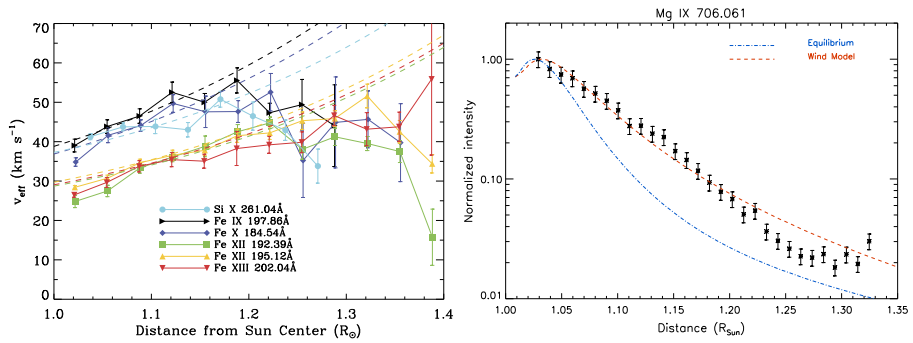 70
60
50
40
30
20
10
0
v_eff (km s⁻¹)
Si X 261.04Å
Fe IX 197.86Å
Fe X 184.54Å
Fe XII 192.39Å
Fe XII 195.12Å
Fe XIII 202.04Å
1.0 1.1 1.2 1.3 1.4
Distance from Sun Center (R☉)
Mg IX 706.061
Equilibrium
Wind Model
1.00
0.10
0.01
Normalized intensity
1.00 1.05 1.10 1.15 1.20 1.25 1.30 1.35
Distance (R_Sun)